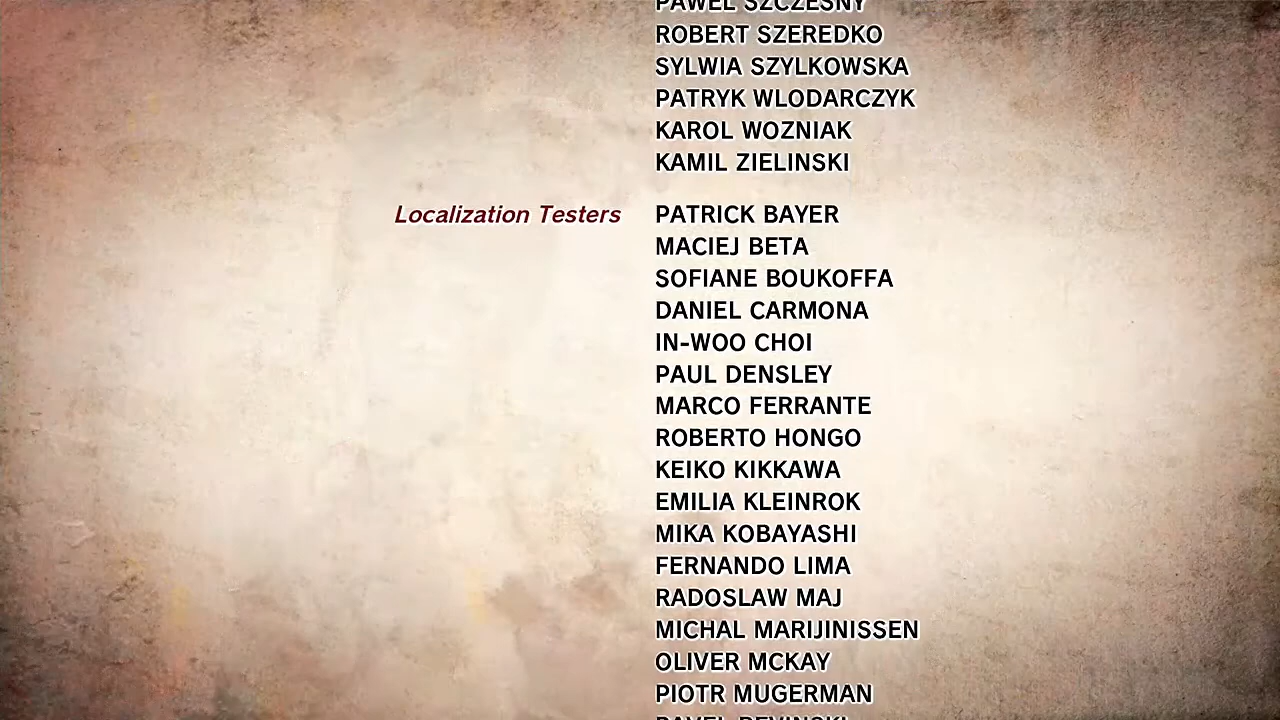 PAWEL SZCZESNY
ROBERT SZEREDKO
SYLWIA SZYLKOWSKA
PATRYK WLODARCZYK
KAROL WOZNIAK
KAMIL ZIELINSKI
Localization Testers PATRICK BAYER
MACIEJ BETA
SOFIANE BOUKOFFA
DANIEL CARMONA
IN-WOO CHOI
PAUL DENSLEY
MARCO FERRANTE
ROBERTO HONGO
KEIKO KIKKAWA
EMILIA KLEINROK
MIKA KOBAYASHI
FERNANDO LIMA
RADOSLAW MAJ
MICHAL MARIJINISSEN
OLIVER MCKAY
PIOTR MUGERMAN